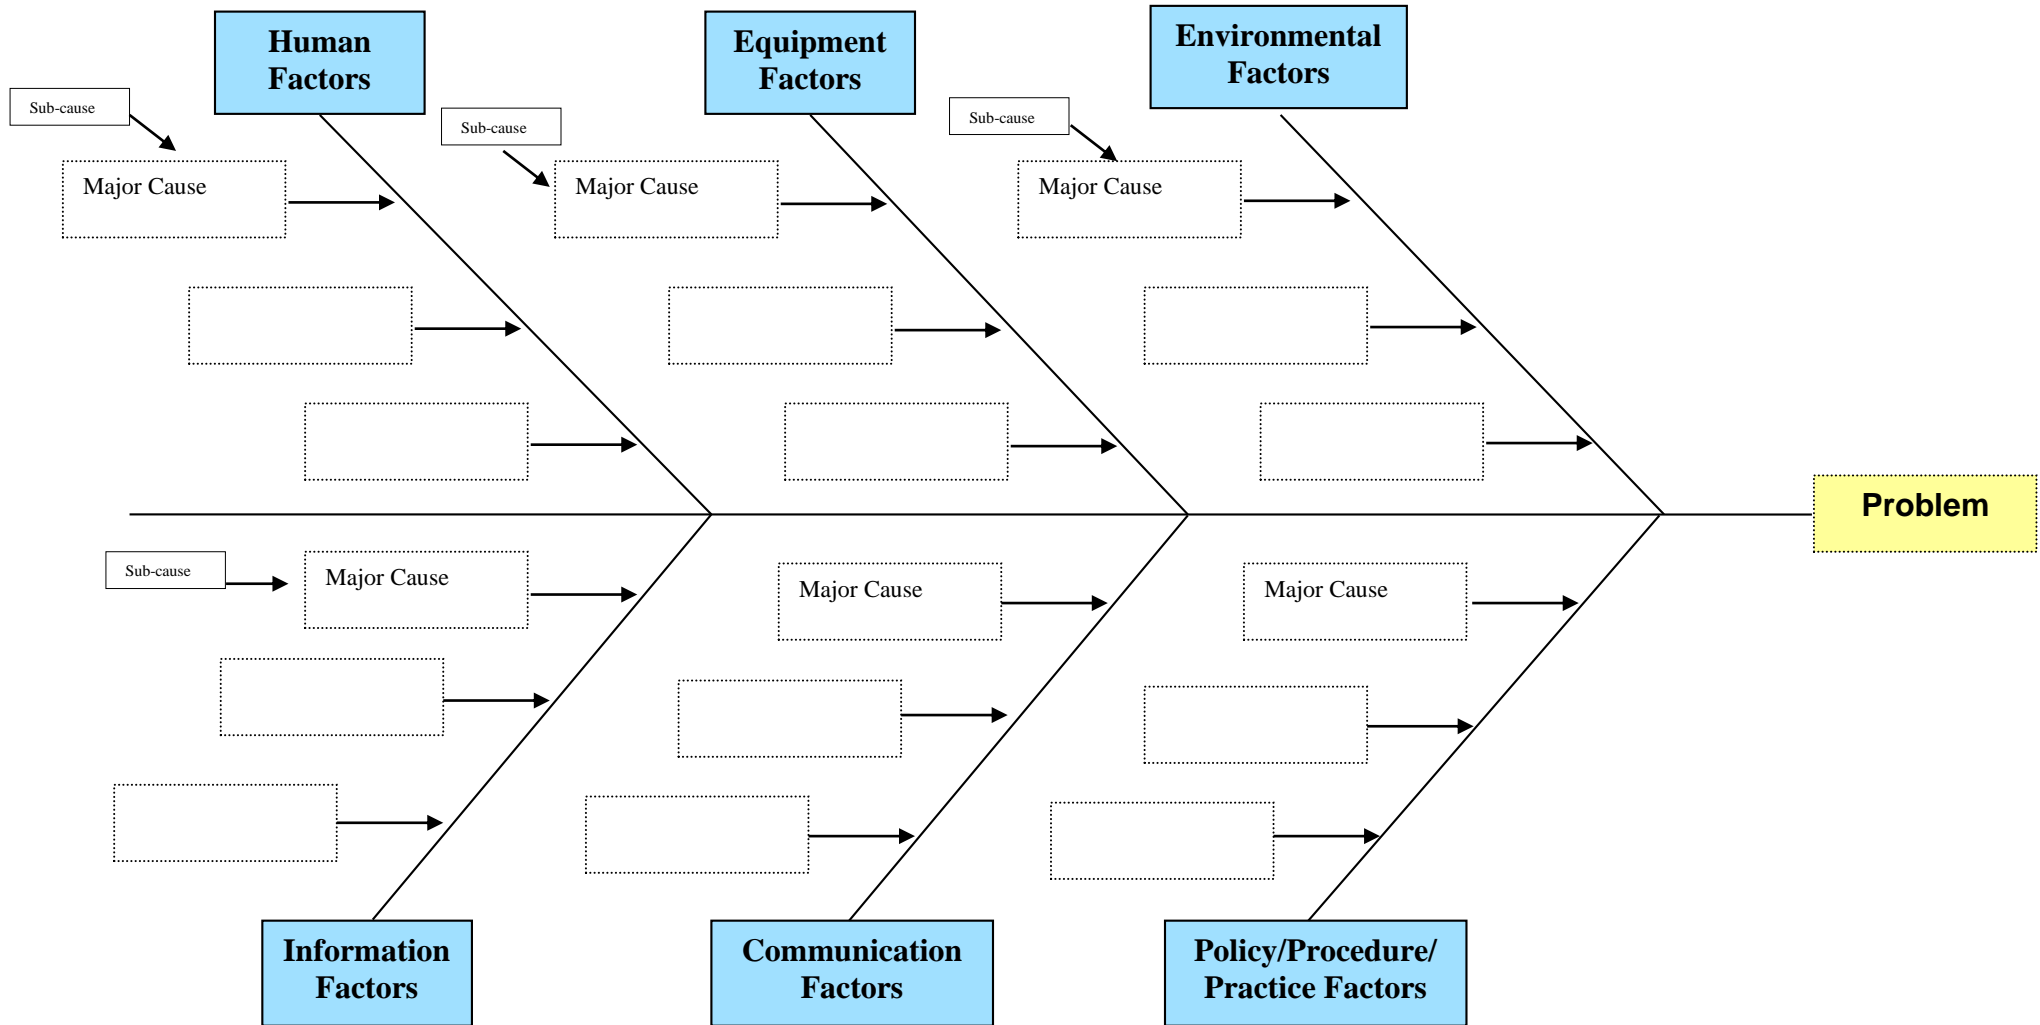 Human
Factors
Equipment
Factors
Environmental
Factors
Sub-cause
Sub-cause
Sub-cause
Major Cause
Major Cause
Major Cause
Problem
Sub-cause
Major Cause
Major Cause
Major Cause
Information
Factors
Communication
Factors
Policy/Procedure/
Practice Factors